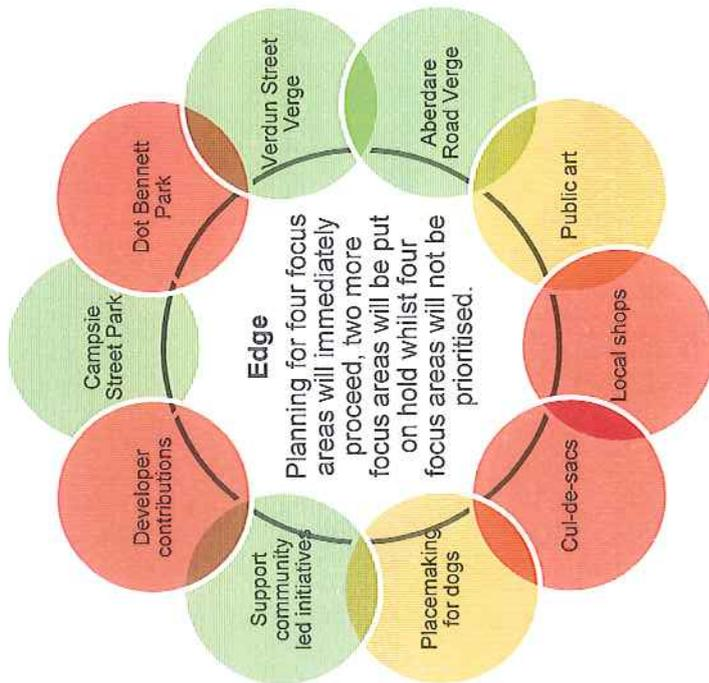 Campsie
Street Park
Dot Bennett
Park
Verdun Street
Verge
Aberdare
Road Verge
Public art
Local shops
Cul-de-sacs
Placemaking
for dogs
Support
community
led initiatives
Developer
contributions
Edge
Planning for four focus
areas will immediately
proceed, two more
focus areas will be put
on hold whilst four
focus areas will not be
prioritised.